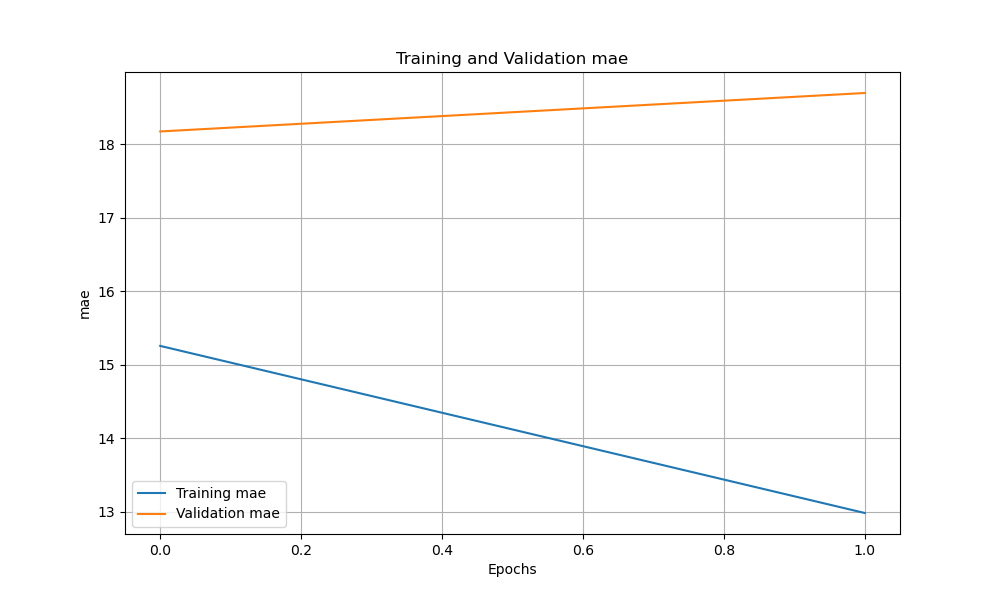 Training and Validation mae
mae
18
17
16
15
14
13
Training mae
Validation mae
0.0 0.2 0.4 0.6 0.8 1.0
Epochs